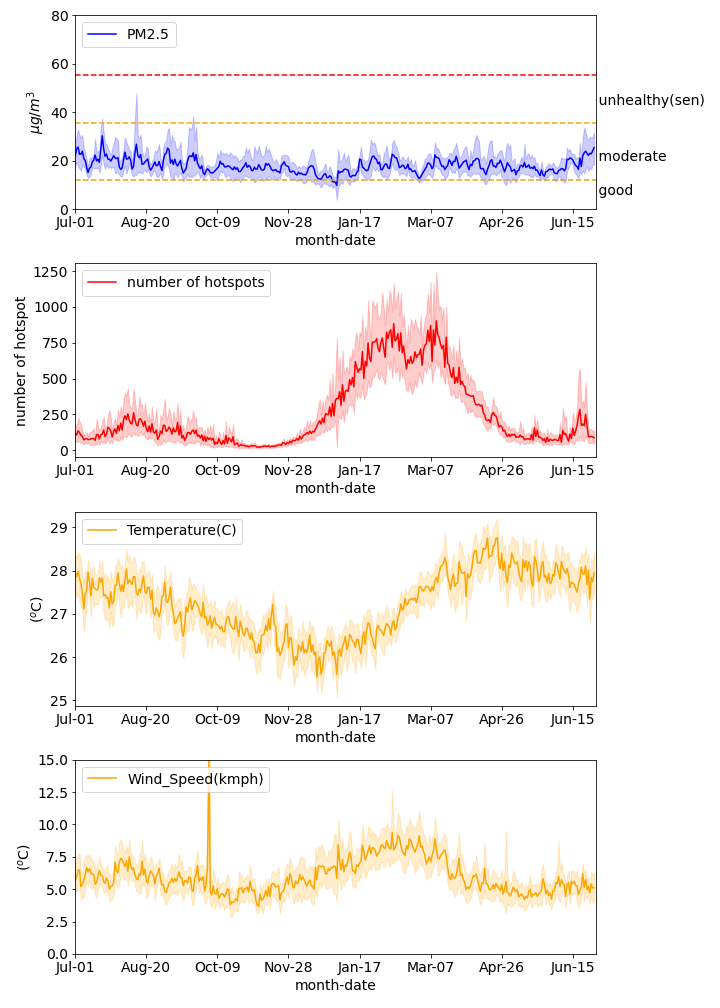 80
60
40
20
0
μg/m³
PM2.5
unhealthy(sen)
moderate
good
Jul-01 Aug-20 Oct-09 Nov-28 Jan-17 Mar-07 Apr-26 Jun-15
month-date
1250
1000
750
500
250
0
number of hotspot
number of hotspots
Jul-01 Aug-20 Oct-09 Nov-28 Jan-17 Mar-07 Apr-26 Jun-15
month-date
29
28
27
26
25
(°C)
Temperature(C)
Jul-01 Aug-20 Oct-09 Nov-28 Jan-17 Mar-07 Apr-26 Jun-15
month-date
15.0
12.5
10.0
7.5
5.0
2.5
0.0
(°C)
Wind_Speed(kmph)
Jul-01 Aug-20 Oct-09 Nov-28 Jan-17 Mar-07 Apr-26 Jun-15
month-date